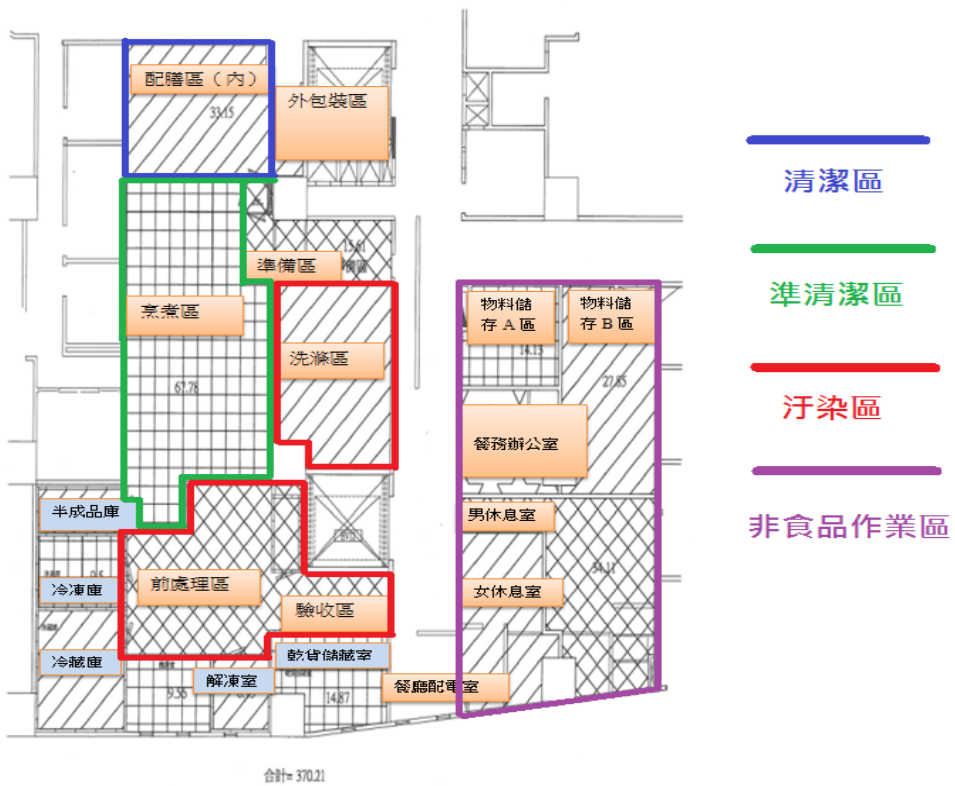 配膳區（內）
33.15
外包裝區
清潔區
準備區
15.61
準清潔區
烹煮區
物料儲
存 A 區
物料儲
存 B 區
14.13
洗滌區
27.85
67.78
汙染區
餐務辦公室
半成品庫
男休息室
非食品作業區
54.11
冷凍庫
前處理區
女休息室
驗收區
冷藏庫
乾貨儲藏室
解凍室
餐廳配電室
9.56
14.87
合計= 370.21